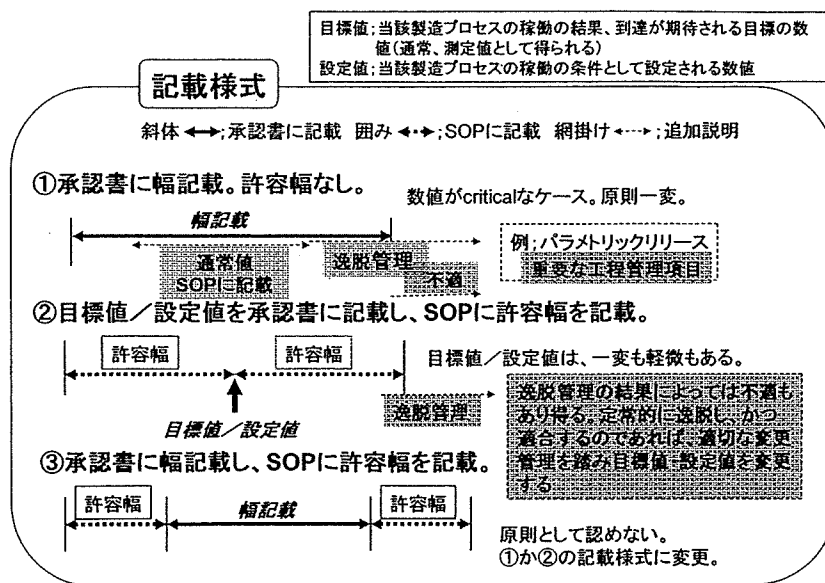 目標値;当該製造プロセスの稼働の結果、到達が期待される目標の数
値(通常、測定値として得られる)
設定値;当該製造プロセスの稼働の条件として設定される数値
記載様式
斜体 ;承認書に記載 囲み ;SOPに記載 網掛け ;追加説明
①承認書に幅記載。許容幅なし。
数値がcriticalなケース。原則一変。
幅記載
通常値
SOPに記載
逸脱管理
不適
例;パラメトリックリリース
重要な工程管理項目
②目標値/設定値を承認書に記載し、SOPに許容幅を記載。
許容幅 許容幅
目標値/設定値は、一変も軽微もある。
逸脱管理
目標値/設定値
逸脱管理の結果によっては不適も
あり得る。定常的に逸脱し、かつ
適合するのであれば、適切な変更
管理を踏み目標値・設定値を変更
する
③承認書に幅記載し、SOPに許容幅を記載。
許容幅 幅記載 許容幅
原則として認めない。
①か②の記載様式に変更。